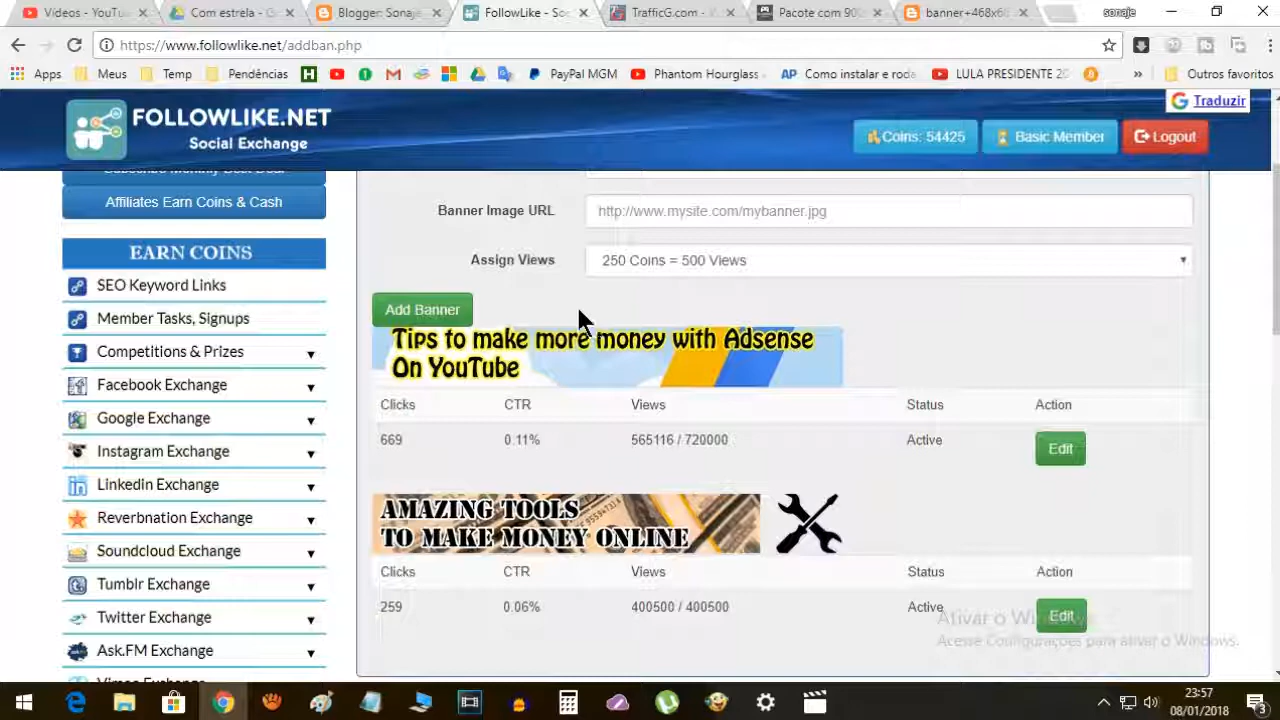 Vídeos - YouTu
Com estrela - G
Blogger: Sonaje
FollowLike - So
TrafficG.com -
Pacote com 900
banner+468x60
sonaje
https://www.followlike.net/addban.php
Apps
Meus
Temp
Pendências
PayPal MGM
Phantom Hourglass
AP Como instalar e roda
LULA PRESIDENTE 2
»
Outros favoritos
Traduzir
FOLLOWLIKE.NET
Social Exchange
Coins: 54425
Basic Member
Logout
Affiliates Earn Coins & Cash
EARN COINS
SEO Keyword Links
Member Tasks, Signups
Competitions & Prizes
Facebook Exchange
Google Exchange
Instagram Exchange
Linkedin Exchange
Reverbnation Exchange
Soundcloud Exchange
Tumblr Exchange
Twitter Exchange
Ask.FM Exchange
Banner Image URL
http://www.mysite.com/mybanner.jpg
Assign Views
250 Coins = 500 Views
Add Banner
Tips to make more money with Adsense
On YouTube
Clicks CTR Views Status Action
669 0.11% 565116 / 720000 Active Edit
AMAZING TOOLS
TO MAKE MONEY ONLINE
Clicks CTR Views Status Action
259 0.06% 400500 / 400500 Active Edit
Acesse Configurações para ativar o Windows.
23:57
08/01/2018